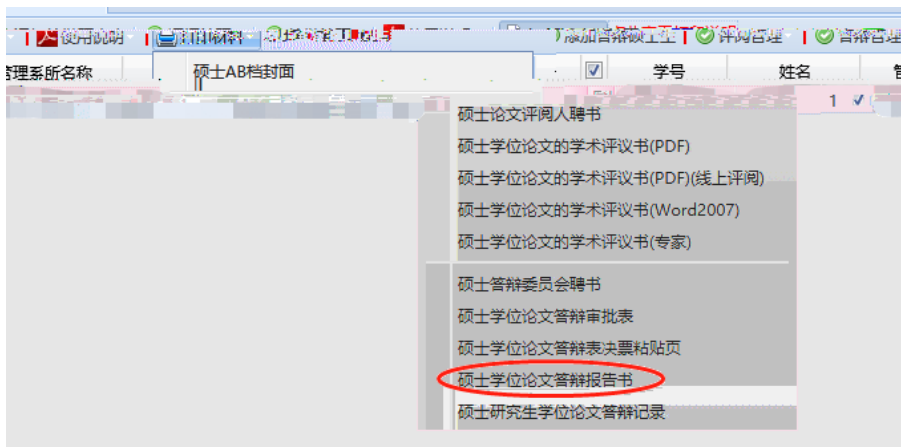 使用说明 打印材料 添加答辩硕士生 评阅管理 答辩管理
管理系所名称 学号 姓名 管
硕士AB档封面
1
硕士论文评阅人聘书
硕士学位论文的学术评议书(PDF)
硕士学位论文的学术评议书(PDF)(线上评阅)
硕士学位论文的学术评议书(Word2007)
硕士学位论文的学术评议书(专家)
硕士答辩委员会聘书
硕士学位论文答辩审批表
硕士学位论文答辩表决票粘贴页
硕士学位论文答辩报告书
硕士研究生学位论文答辩记录